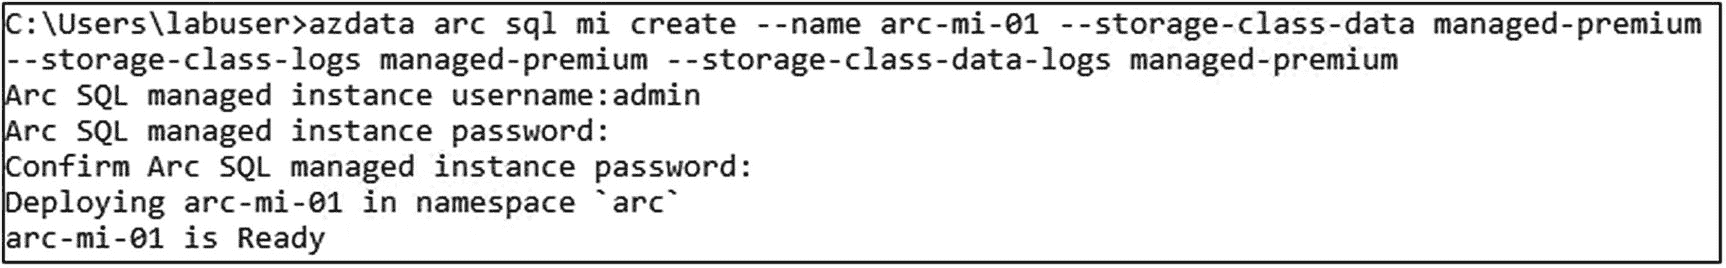 C:\Users\labuser>azdata arc sql mi create --name arc-mi-01 --storage-class-data managed-premium
--storage-class-logs managed-premium --storage-class-data-logs managed-premium
Arc SQL managed instance username:admin
Arc SQL managed instance password:
Confirm Arc SQL managed instance password:
Deploying arc-mi-01 in namespace `arc`
arc-mi-01 is Ready